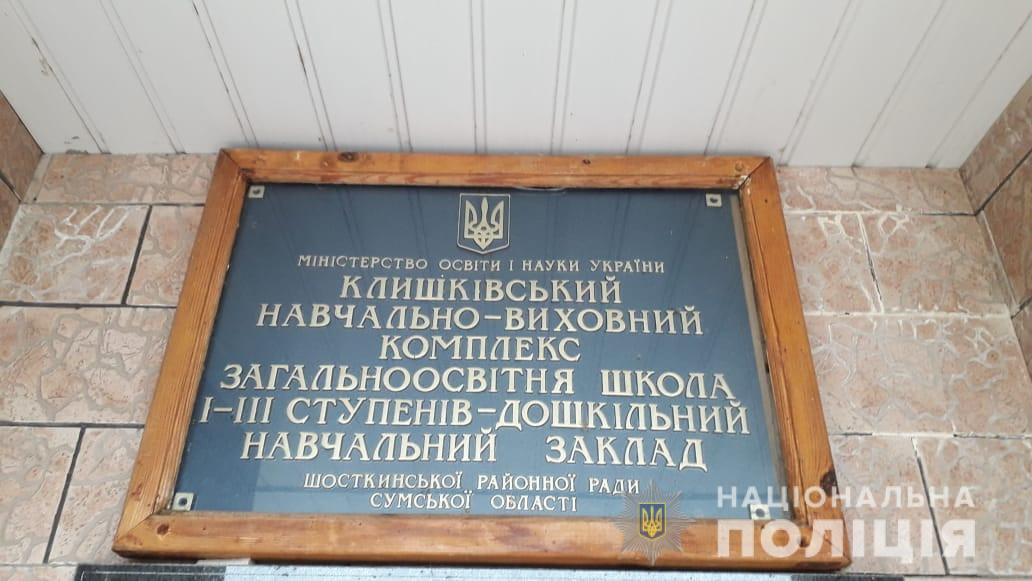 МІНІСТЕРСТВО ОСВІТИ І НАУКИ УКРАЇНИ
КЛИШКІВСЬКИЙ
НАВЧАЛЬНО-ВИХОВНИЙ
КОМПЛЕКС
ЗАГАЛЬНООСВІТНЯ ШКОЛА
І-ІІІ СТУПЕНІВ-ДОШКІЛЬНИЙ
НАВЧАЛЬНИЙ ЗАКЛАД
ШОСТКИНСЬКОЇ РАЙОННОЇ РАДИ
СУМСЬКОЇ ОБЛАСТІ
НАЦІОНАЛЬНА
ПОЛІЦІЯ